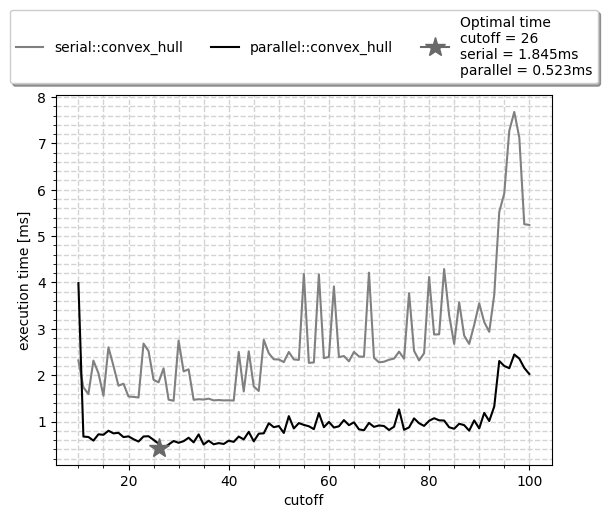 serial::convex_hull
parallel::convex_hull
Optimal time
cutoff = 26
serial = 1.845ms
parallel = 0.523ms
8
7
6
5
4
3
2
1
execution time [ms]
20
40
60
80
100
cutoff